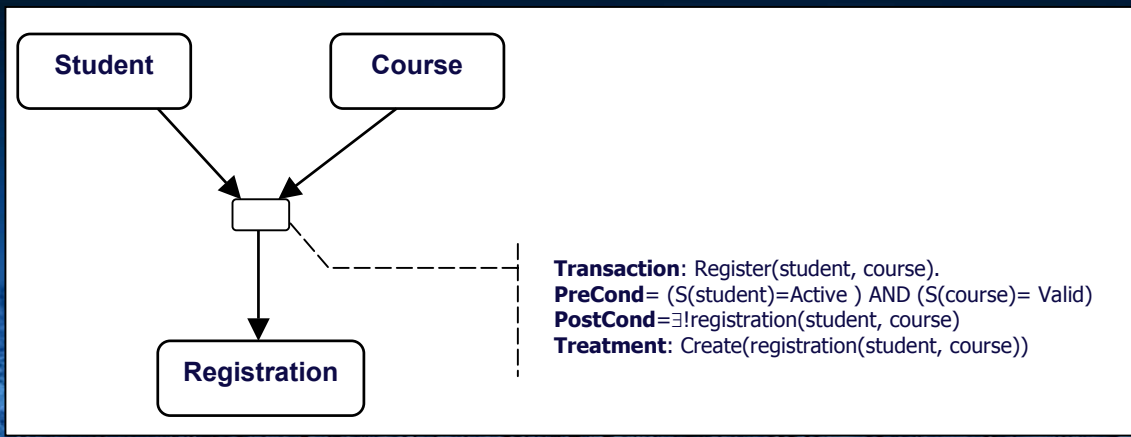 Student
Course
Transaction: Register(student, course).
PreCond= (S(student)=Active ) AND (S(course)= Valid)
PostCond=∃!registration(student, course)
Treatment: Create(registration(student, course))
Registration